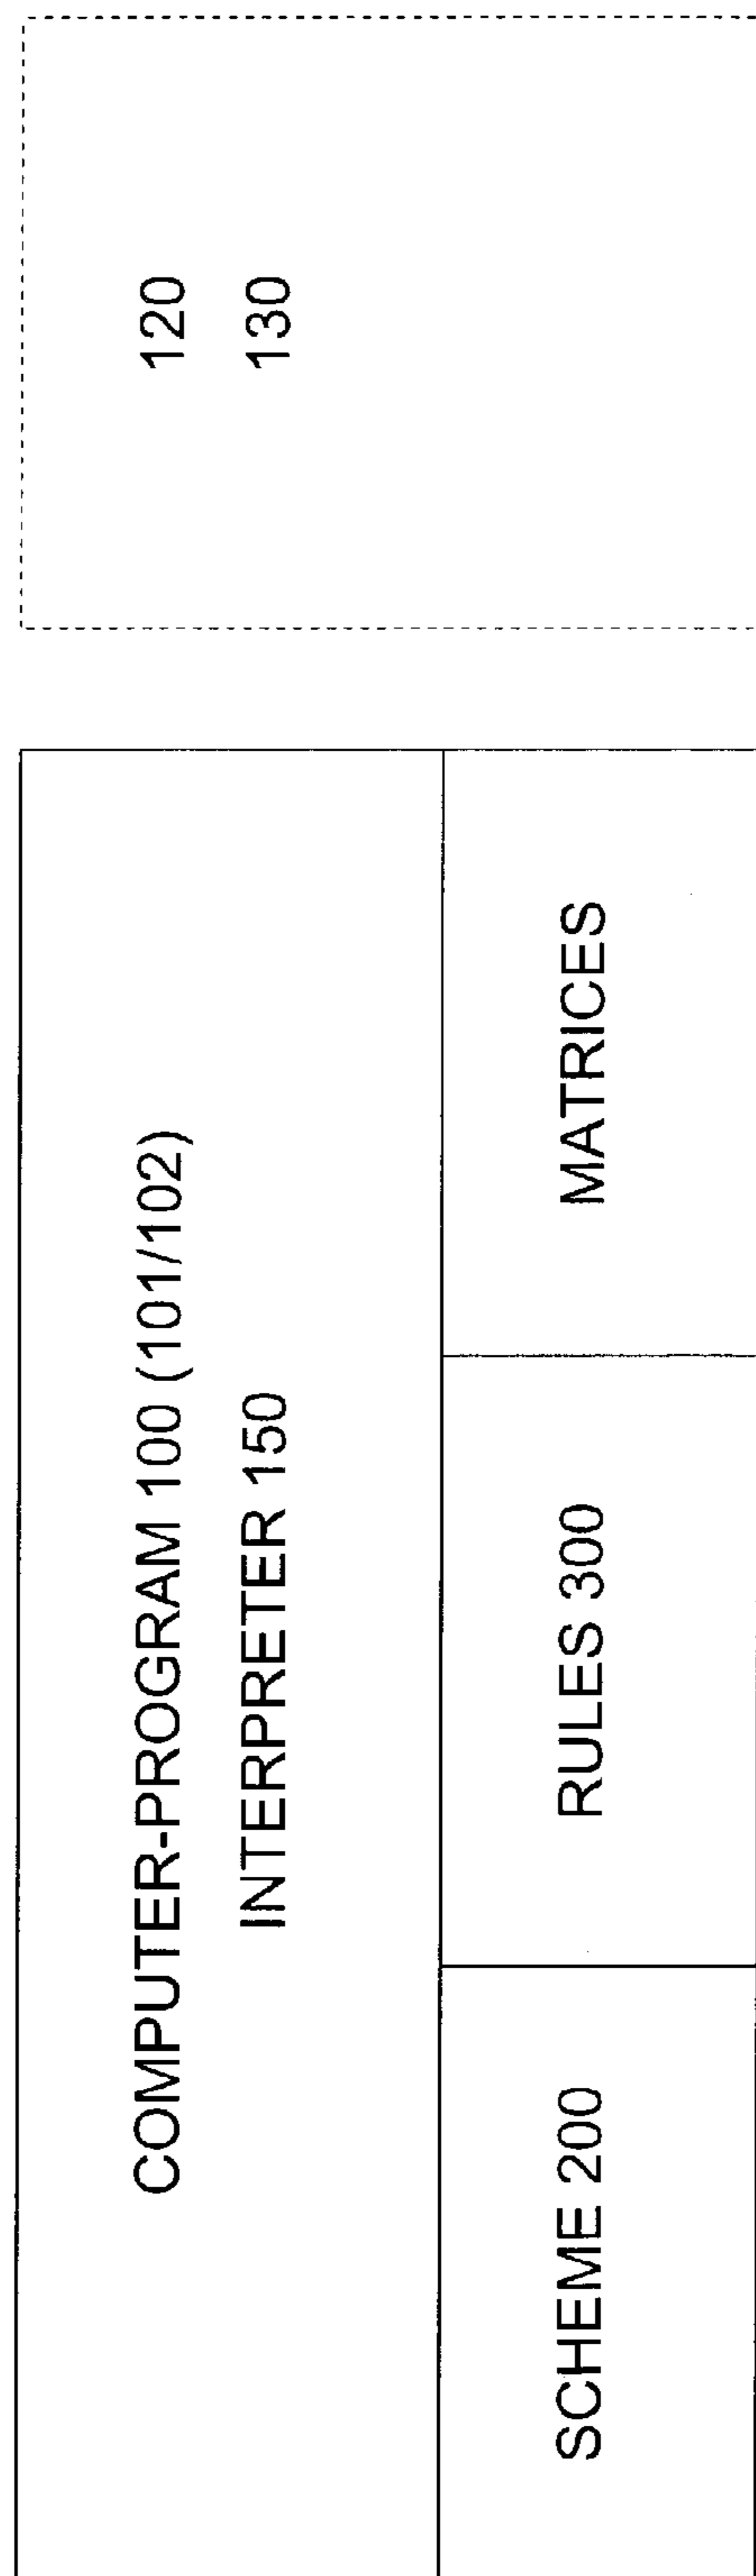 COMPUTER-PROGRAM 100 (101/102)
INTERPRETER 150
SCHEME 200
RULES 300
MATRICES
120
130